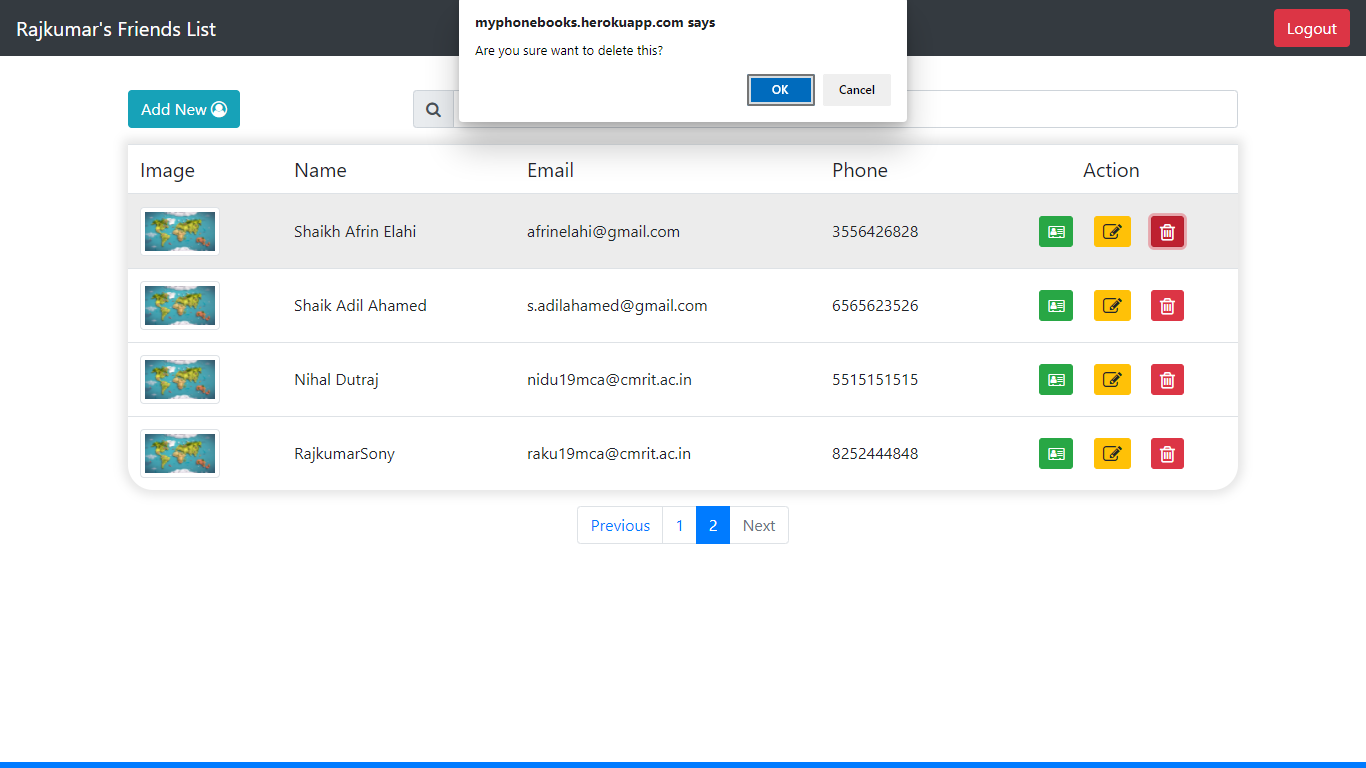 Rajkumar's Friends List
myphonebooks.herokuapp.com says
Are you sure want to delete this?
OK Cancel
Logout
Add New
Image Name Email Phone Action
Shaikh Afrin Elahi afrinelahi@gmail.com 3556426828
Shaik Adil Ahamed s.adilahamed@gmail.com 6565623526
Nihal Dutraj nidu19mca@cmrit.ac.in 5515151515
RajkumarSony raku19mca@cmrit.ac.in 8252444848
Previous 1 2 Next